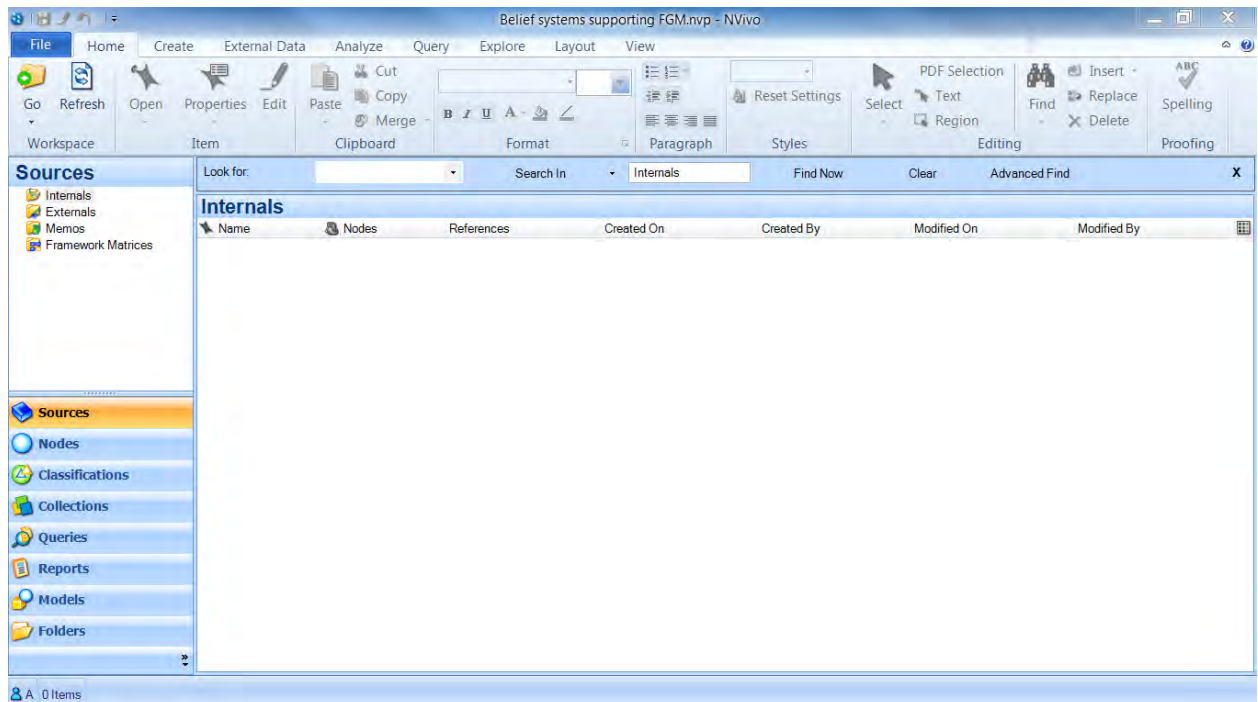 Belief systems supporting FGM.nvp - NVivo
File Home Create External Data Analyze Query Explore Layout View
Go Refresh Open Properties Edit Paste Cut Copy Merge
B I U A
Reset Settings
Select PDF Selection Text Region
Find Insert Replace Delete
ABC
Spelling
Workspace Item Clipboard Format Paragraph Styles Editing Proofing
Sources
Internals
Externals
Memos
Framework Matrices
Look for: Search In Internals Find Now Clear Advanced Find X
Internals
Name Nodes References Created On Created By Modified On Modified By
Sources
Nodes
Classifications
Collections
Queries
Reports
Models
Folders
A 0 Items